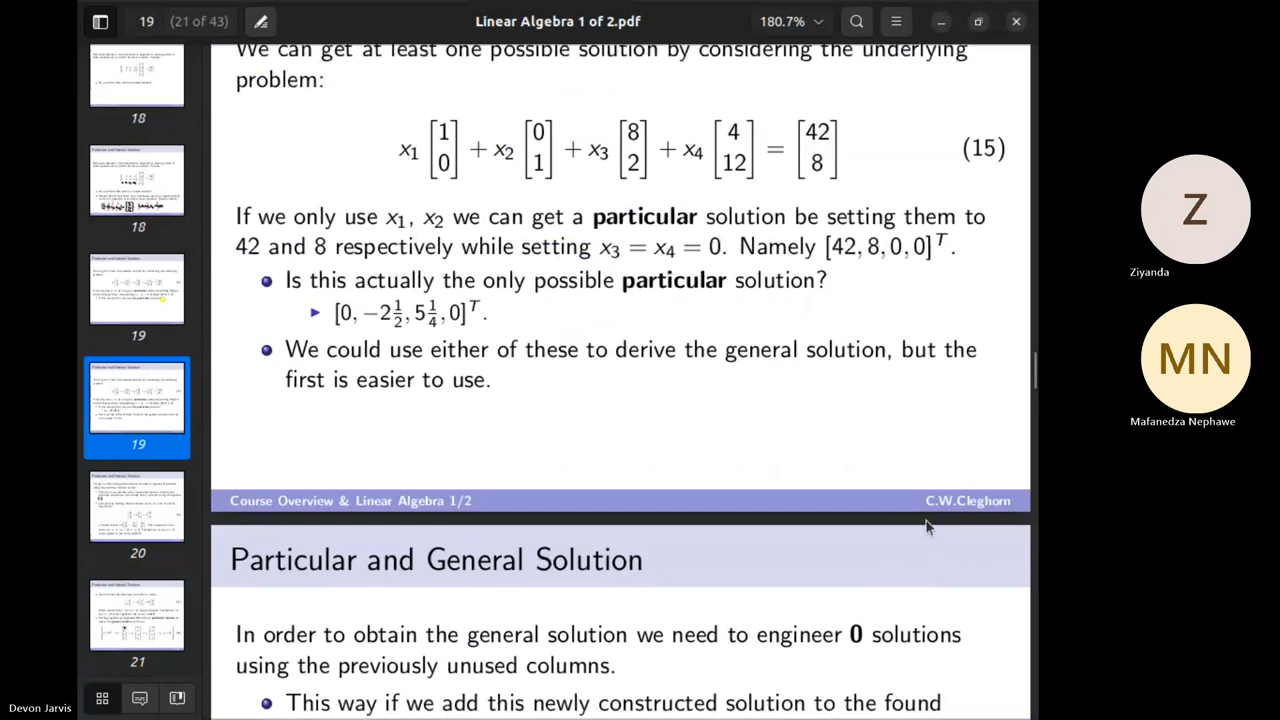 19 (21 of 43)
Linear Algebra 1 of 2.pdf
180.7%
We can get at least one possible solution by considering the underlying
problem:
x₁ [1 0] + x₂ [0 1] + x₃ [8 2] + x₄ [4 12] = [42 8] (15)
If we only use x₁, x₂ we can get a particular solution be setting them to
42 and 8 respectively while setting x₃ = x₄ = 0. Namely [42, 8, 0, 0]ᵀ.
Is this actually the only possible particular solution?
[0, −2½, 5¼, 0]ᵀ.
We could use either of these to derive the general solution, but the
first is easier to use.
Course Overview & Linear Algebra 1/2
C.W.Cleghorn
Particular and General Solution
In order to obtain the general solution we need to engineer 0 solutions
using the previously unused columns.
This way if we add this newly constructed solution to the found
18
18
19
19
20
21
Z
Ziyanda
MN
Mafanedza Nephawe
Devon Jarvis